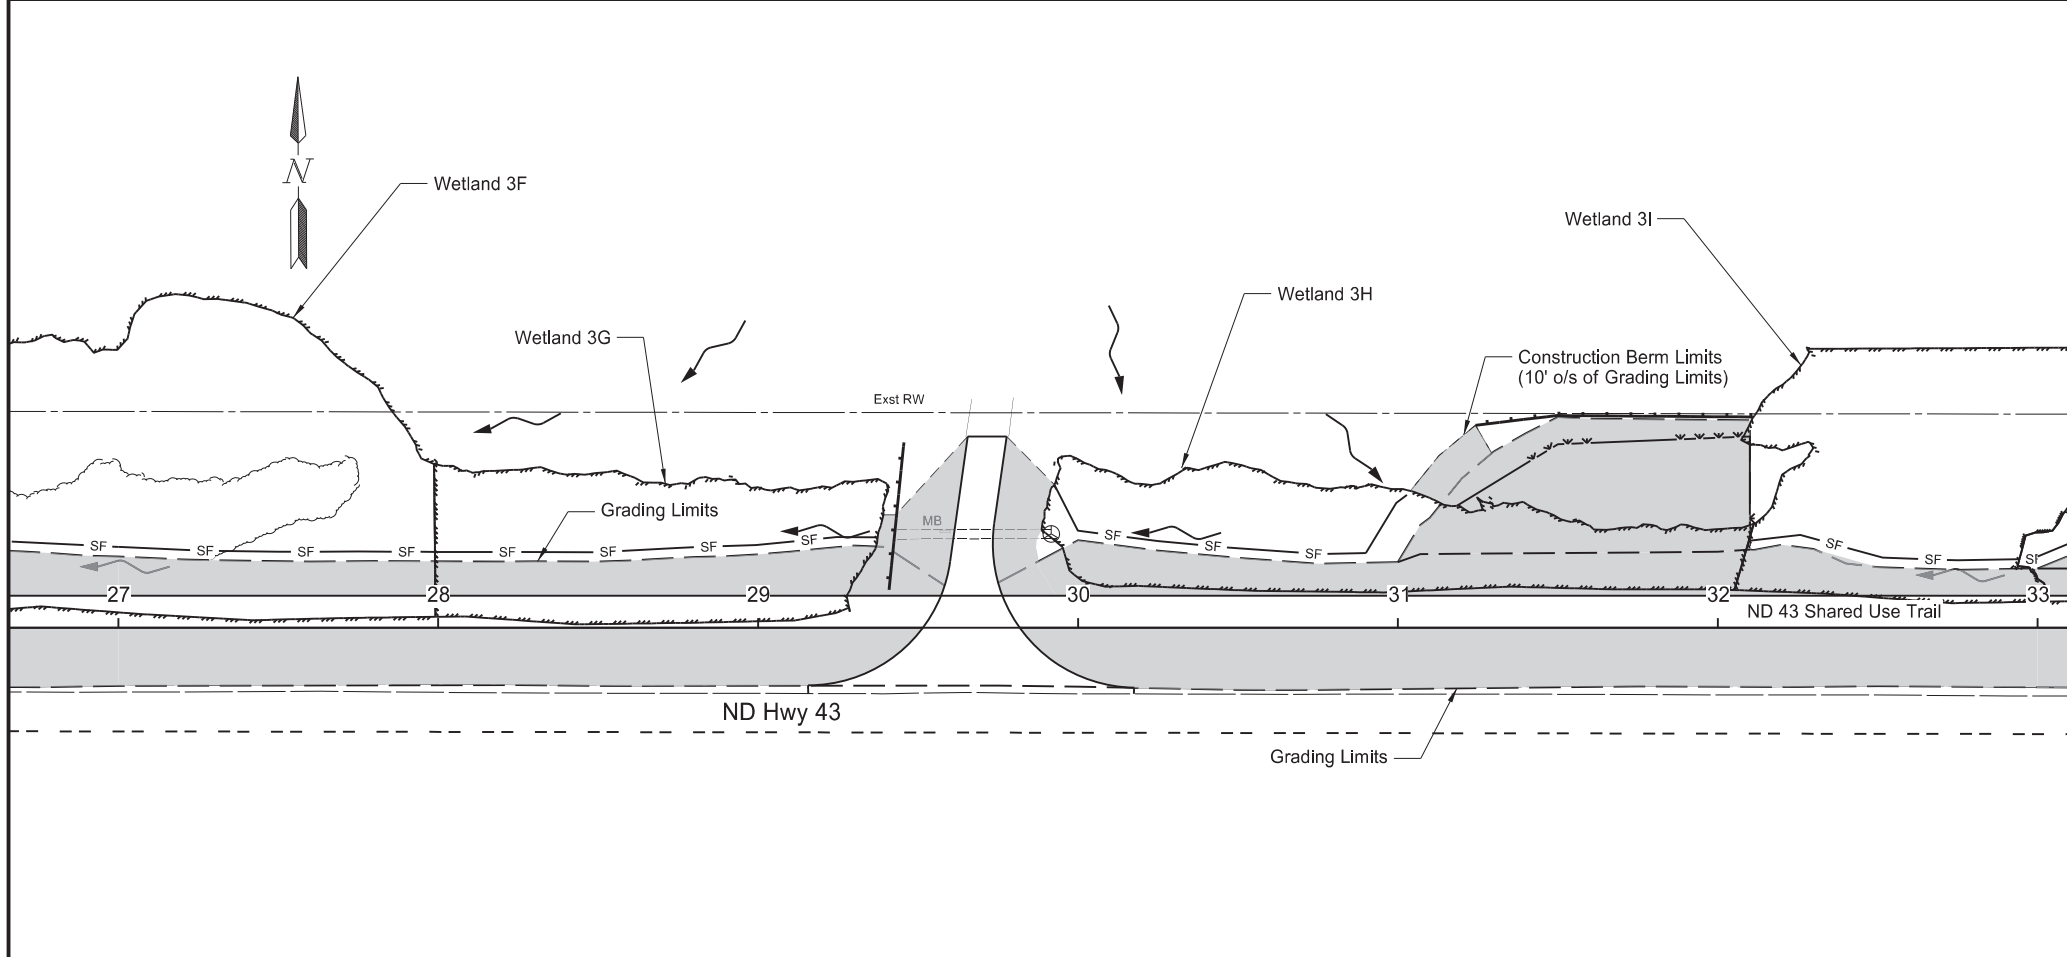 N
Wetland 3F
Wetland 3I
Wetland 3H
Wetland 3G
Construction Berm Limits
(10' o/s of Grading Limits)
Exst RW
Grading Limits
MB
SF SF SF SF SF SF SF SF SF SF SF SF SF
27 28 29 30 31 32 33
ND 43 Shared Use Trail
ND Hwy 43
Grading Limits